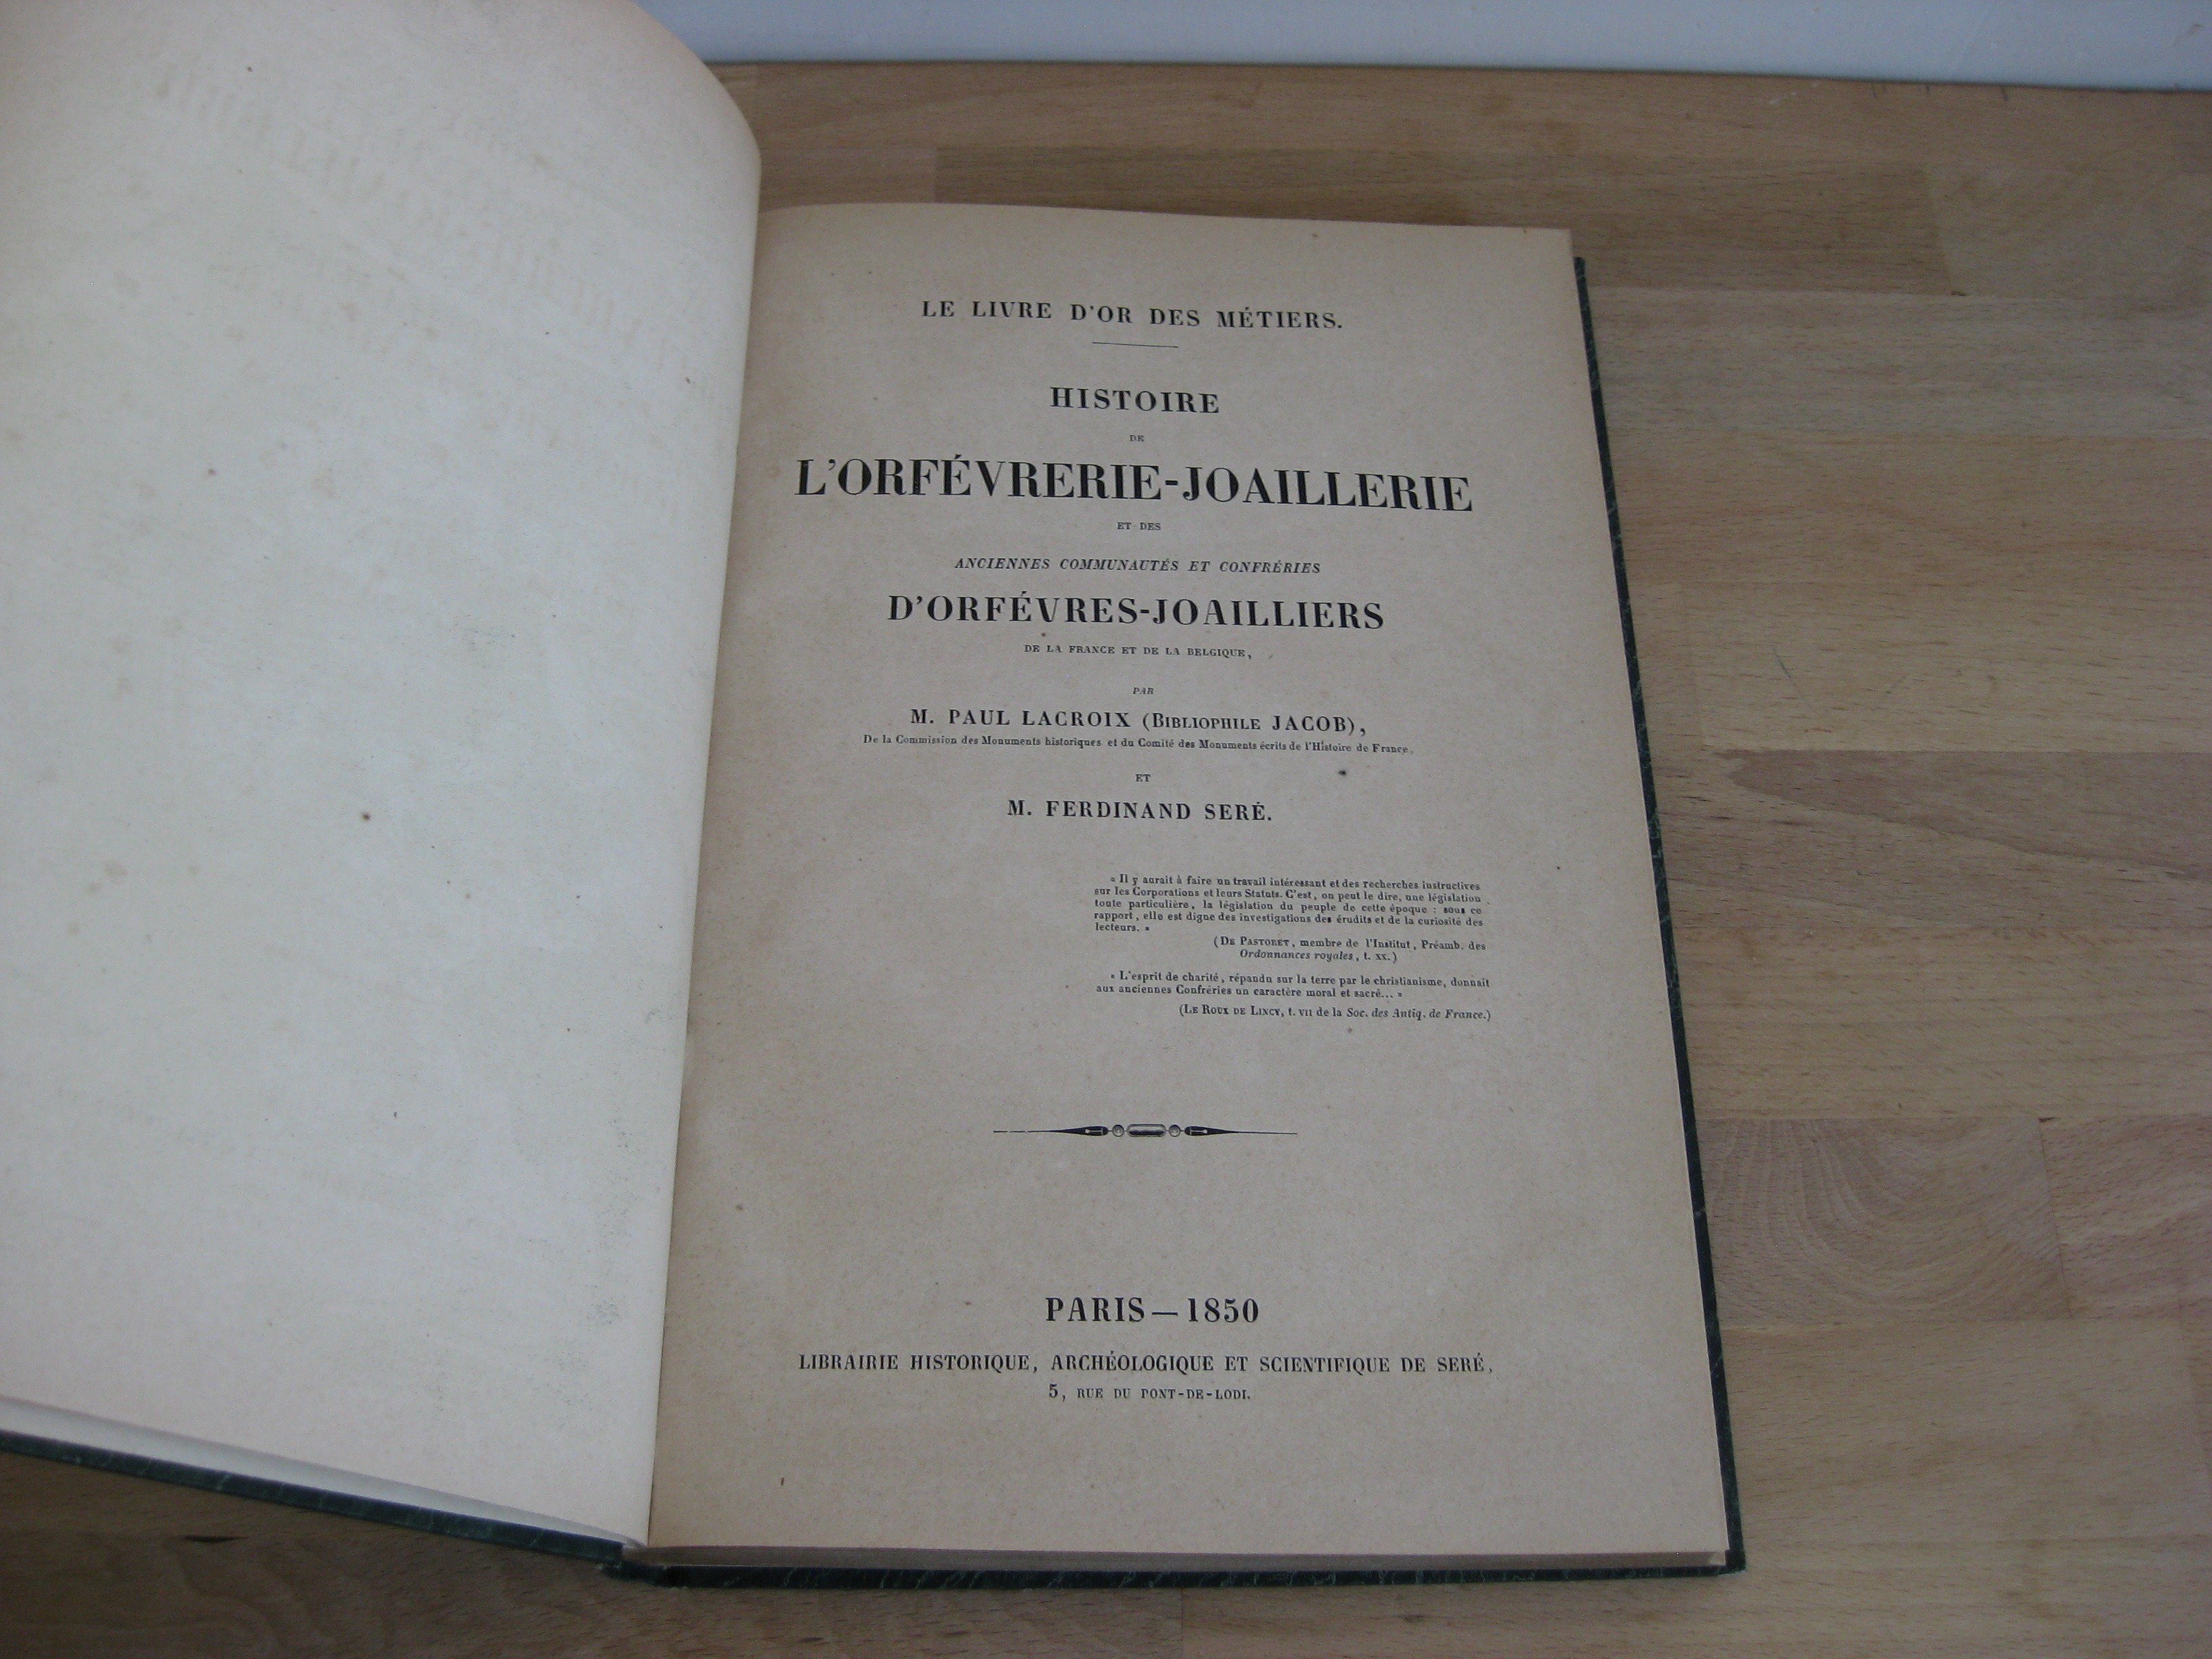 LE LIVRE D'OR DES MÉTIERS.
HISTOIRE
DE
L'ORFÉVRERIE-JOAILLERIE
ET DES
ANCIENNES COMMUNAUTÉS ET CONFRÉRIES
D'ORFÉVRES-JOAILLIERS
DE LA FRANCE ET DE LA BELGIQUE,
PAR
M. PAUL LACROIX (BIBLIOPHILE JACOB),
De la Commission des Monuments historiques et du Comité des Monuments écrits de l'Histoire de France,
ET
M. FERDINAND SERÉ.
« Il y aurait à faire un travail intéressant et des recherches instructives
sur les Corporations et leurs Statuts. C'est, on peut le dire, une législation
toute particulière, la législation du peuple de cette époque : sous ce
rapport, elle est digne des investigations des érudits et de la curiosité des
lecteurs. »
(DE PASTORET, membre de l'Institut, Préamb. des
Ordonnances royales, t. XX.)
« L'esprit de charité, répandu sur la terre par le christianisme, donnait
aux anciennes Confréries un caractère moral et sacré... »
(LE ROUX DE LINCY, t. VII de la Soc. des Antiq. de France.)
PARIS — 1850
LIBRAIRIE HISTORIQUE, ARCHÉOLOGIQUE ET SCIENTIFIQUE DE SERÉ,
5, RUE DU PONT-DE-LODI.